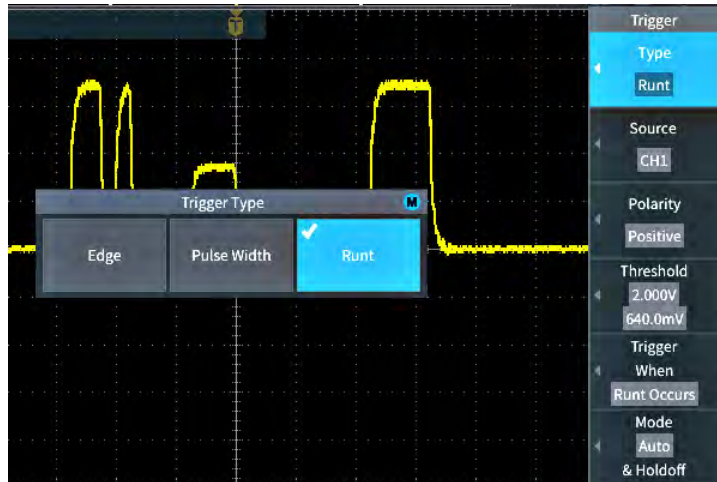 T
Trigger
Type
Runt
Source
CH1
Polarity
Positive
Threshold
2.000V
640.0mV
Trigger
When
Runt Occurs
Mode
Auto
& Holdoff
Trigger Type
M
Edge
Pulse Width
Runt